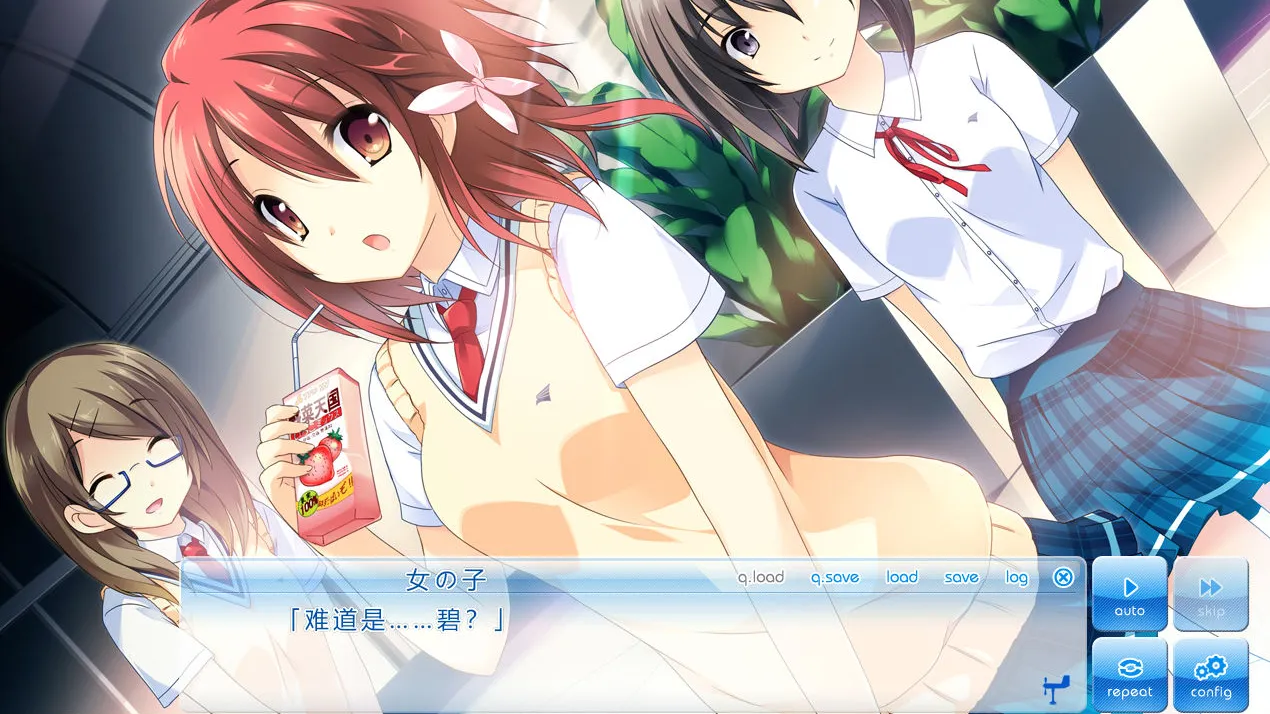 菜天国
100%
女の子
q.load q.save load save log
「难道是……碧？」
auto
skip
repeat
config